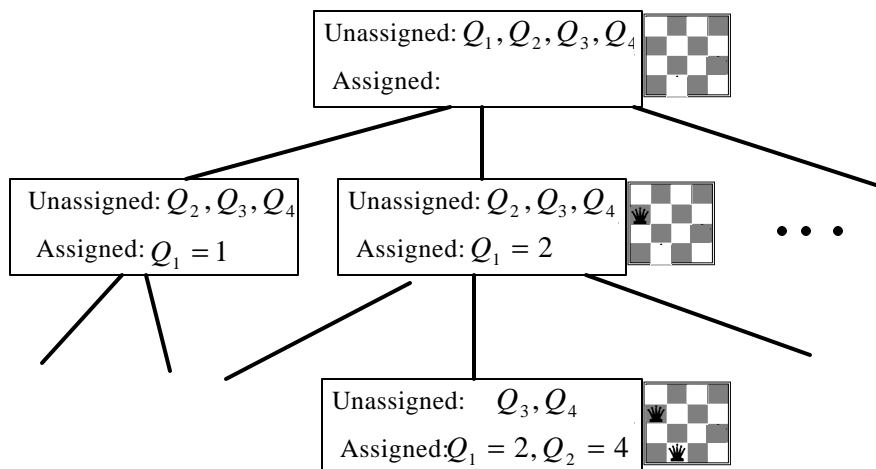 Unassigned: Q₁, Q₂, Q₃, Q₄
Assigned:
Unassigned: Q₂, Q₃, Q₄
Assigned: Q₁ = 1
Unassigned: Q₂, Q₃, Q₄
Assigned: Q₁ = 2
• • •
Unassigned: Q₃, Q₄
Assigned: Q₁ = 2, Q₂ = 4